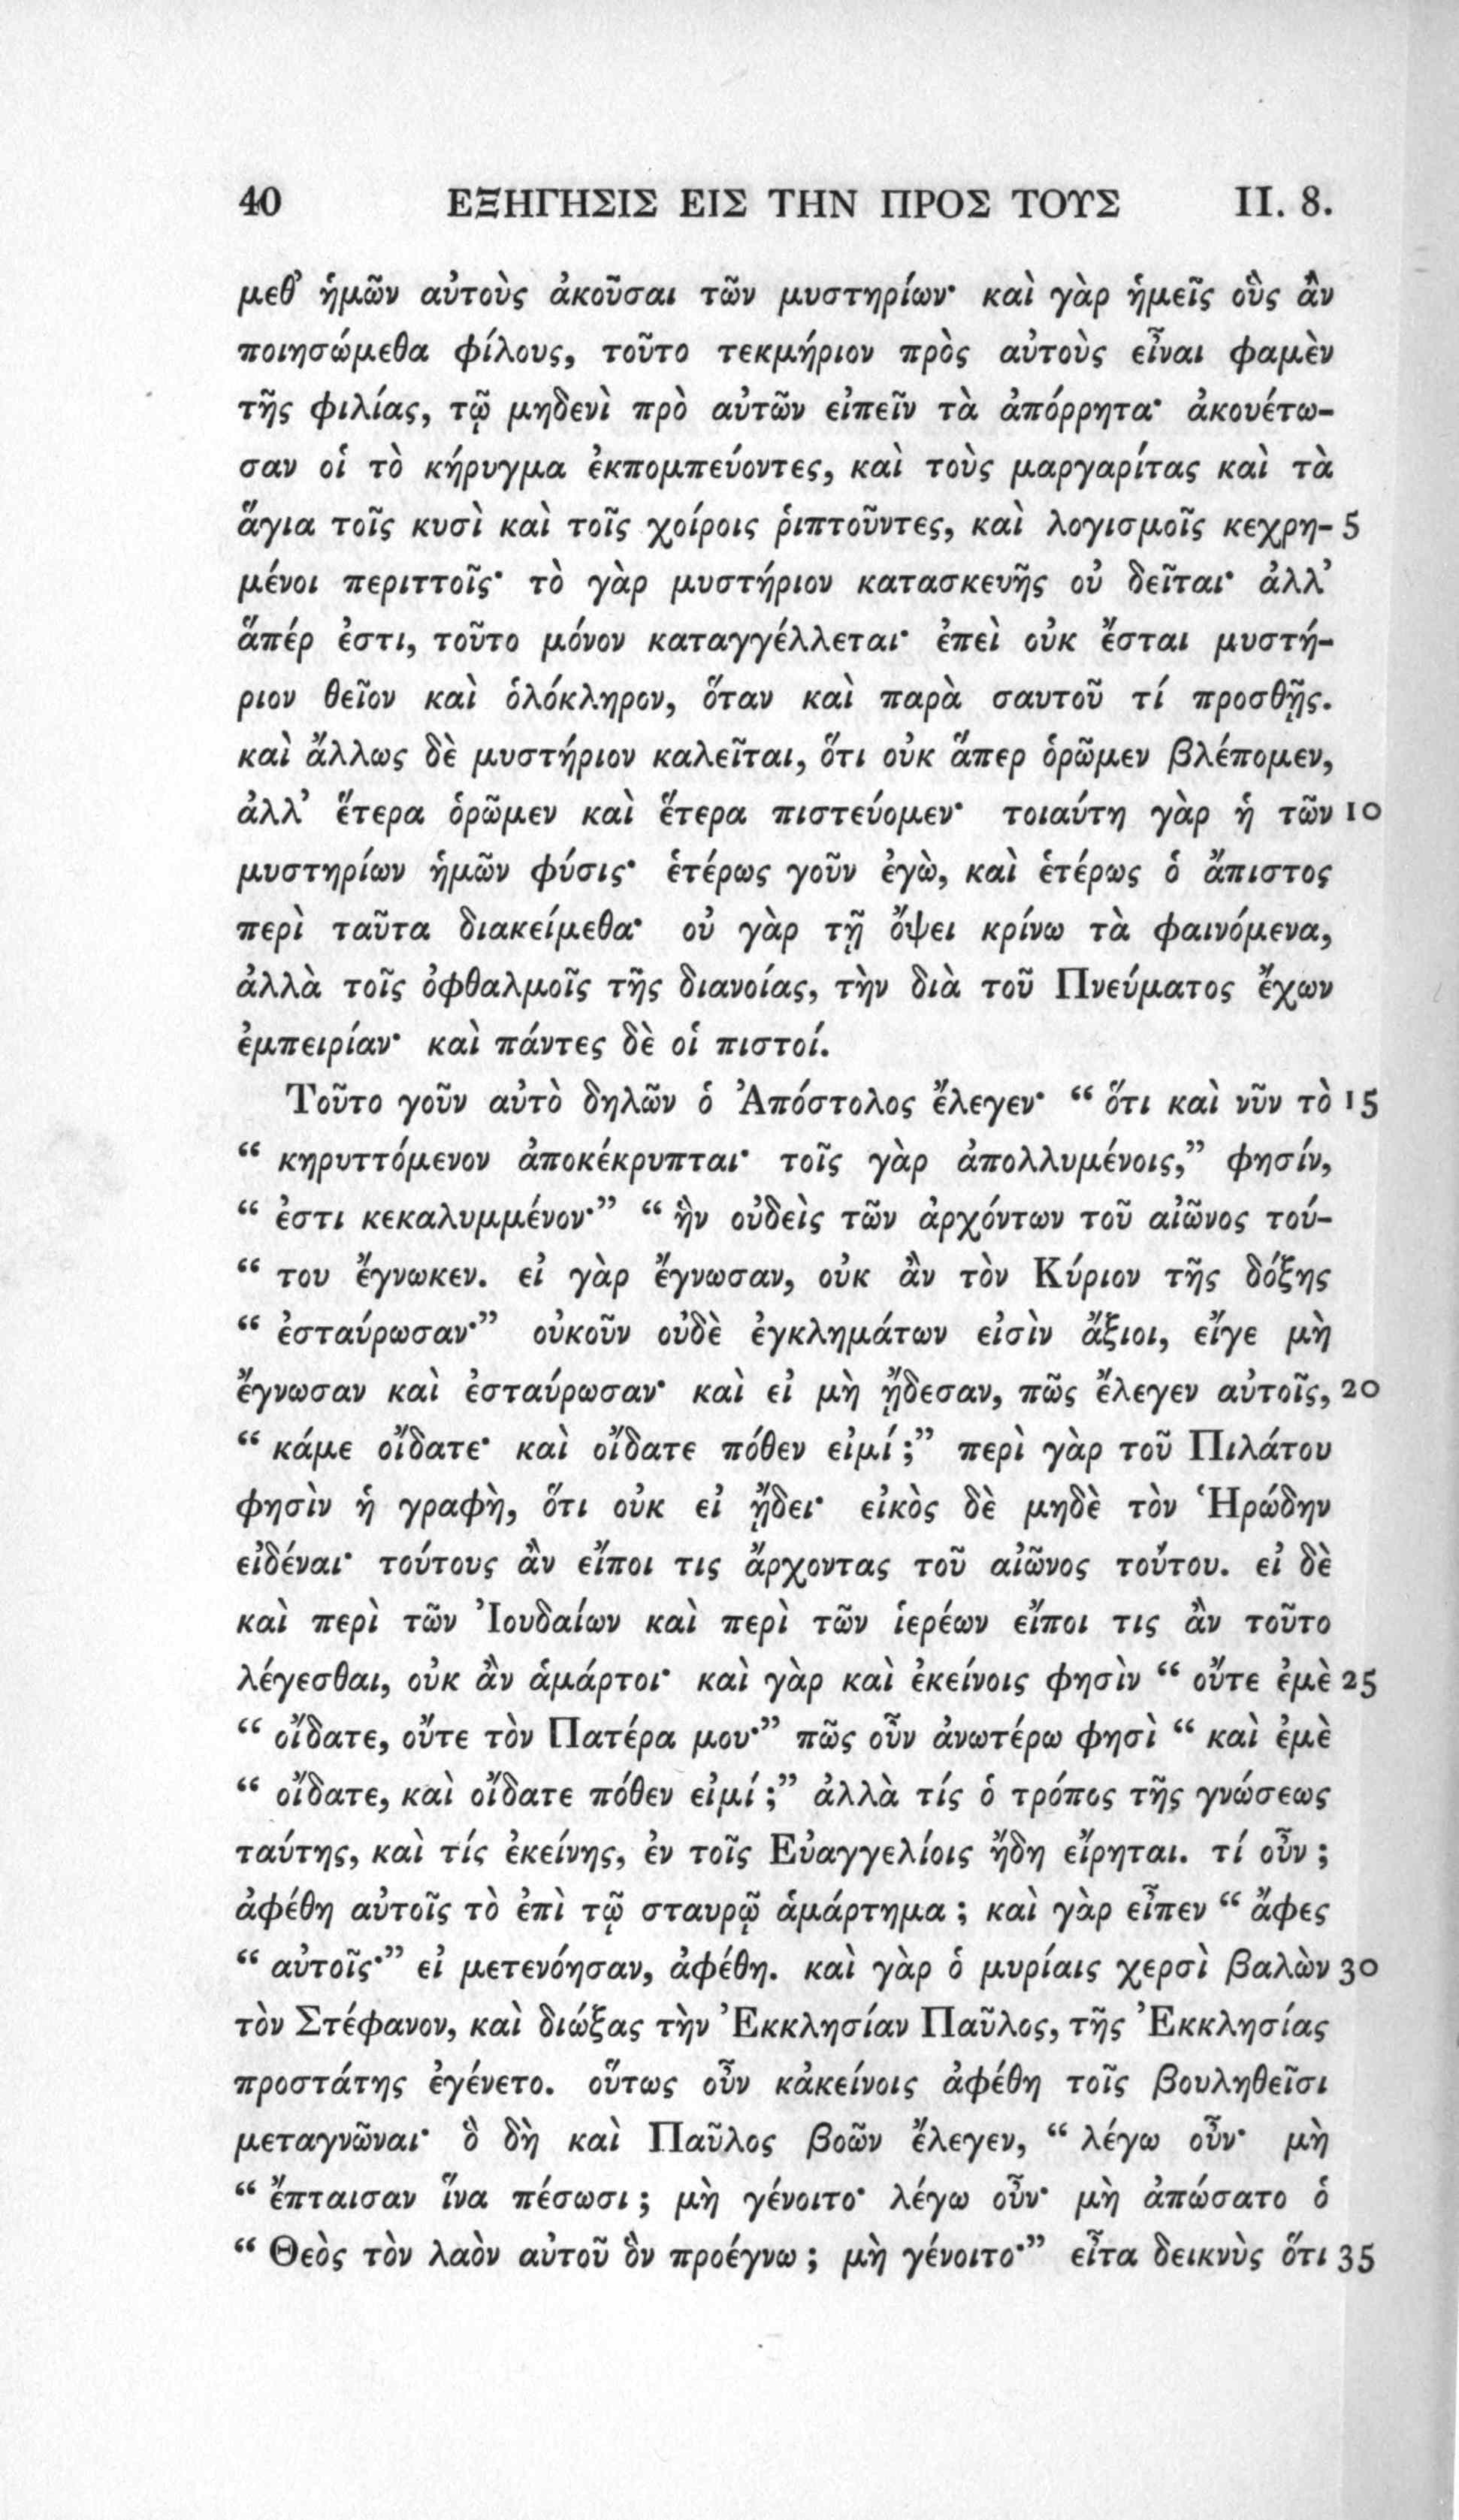 40 ΕΞΗΓΗΣΙΣ ΕΙΣ ΤΗΝ ΠΡΟΣ ΤΟΥΣ II. 8.
μεθ’ ἡμῶν αὐτοὺς ἀκοῦσαι τῶν μυστηρίων· καὶ γὰρ ἡμεῖς οὓς ἂν
ποιησώμεθα φίλους, τοῦτο τεκμήριον πρὸς αὐτοὺς εἶναι φαμὲν
τῆς φιλίας, τῷ μηδενὶ πρὸ αὐτῶν εἰπεῖν τὰ ἀπόρρητα· ἀκουέτω-
σαν οἱ τὸ κήρυγμα ἐκπομπεύοντες, καὶ τοὺς μαργαρίτας καὶ τὰ
ἅγια τοῖς κυσὶ καὶ τοῖς χοίροις ῥιπτοῦντες, καὶ λογισμοῖς κεχρη- 5
μένοι περιττοῖς· τὸ γὰρ μυστήριον κατασκευῆς οὐ δεῖται· ἀλλ’
ἅπέρ ἐστι, τοῦτο μόνον καταγγέλλεται· ἐπεὶ οὐκ ἔσται μυστή-
ριον θεῖον καὶ ὁλόκληρον, ὅταν καὶ παρὰ σαυτοῦ τί προσθῇς.
καὶ ἄλλως δὲ μυστήριον καλεῖται, ὅτι οὐκ ἅπερ ὁρῶμεν βλέπομεν,
ἀλλ’ ἕτερα ὁρῶμεν καὶ ἕτερα πιστεύομεν· τοιαύτη γὰρ ἡ τῶν 10
μυστηρίων ἡμῶν φύσις· ἑτέρως γοῦν ἐγὼ, καὶ ἑτέρως ὁ ἄπιστος
περὶ ταῦτα διακείμεθα· οὐ γὰρ τῇ ὄψει κρίνω τὰ φαινόμενα,
ἀλλὰ τοῖς ὀφθαλμοῖς τῆς διανοίας, τὴν διὰ τοῦ Πνεύματος ἔχων
ἐμπειρίαν· καὶ πάντες δὲ οἱ πιστοί.
Τοῦτο γοῦν αὐτὸ δηλῶν ὁ Ἀπόστολος ἔλεγεν· “ ὅτι καὶ νῦν τὸ 15
“ κηρυττόμενον ἀποκέκρυπται· τοῖς γὰρ ἀπολλυμένοις,” φησίν,
“ ἐστι κεκαλυμμένον·” “ ἣν οὐδεὶς τῶν ἀρχόντων τοῦ αἰῶνος τού-
“ του ἔγνωκεν. εἰ γὰρ ἔγνωσαν, οὐκ ἂν τὸν Κύριον τῆς δόξης
“ ἐσταύρωσαν·” οὐκοῦν οὐδὲ ἐγκλημάτων εἰσὶν ἄξιοι, εἴγε μὴ
ἔγνωσαν καὶ ἐσταύρωσαν· καὶ εἰ μὴ ᾔδεσαν, πῶς ἔλεγεν αὐτοῖς, 20
“ κάμε οἴδατε· καὶ οἴδατε πόθεν εἰμί ;” περὶ γὰρ τοῦ Πιλάτου
φησὶν ἡ γραφὴ, ὅτι οὐκ εἰ ᾔδει· εἰκὸς δὲ μηδὲ τὸν Ἡρώδην
εἰδέναι· τούτους ἂν εἴποι τις ἄρχοντας τοῦ αἰῶνος τούτου. εἰ δὲ
καὶ περὶ τῶν Ἰουδαίων καὶ περὶ τῶν ἱερέων εἴποι τις ἂν τοῦτο
λέγεσθαι, οὐκ ἂν ἁμάρτοι· καὶ γὰρ καὶ ἐκείνοις φησὶν “ οὔτε ἐμὲ 25
“ οἴδατε, οὔτε τὸν Πατέρα μου·” πῶς οὖν ἀνωτέρω φησὶ “ καὶ ἐμὲ
“ οἴδατε, καὶ οἴδατε πόθεν εἰμί ;” ἀλλὰ τίς ὁ τρόπος τῆς γνώσεως
ταύτης, καὶ τίς ἐκείνης, ἐν τοῖς Εὐαγγελίοις ἤδη εἴρηται. τί οὖν ;
ἀφέθη αὐτοῖς τὸ ἐπὶ τῷ σταυρῷ ἁμάρτημα ; καὶ γὰρ εἶπεν “ ἄφες
“ αὐτοῖς·” εἰ μετενόησαν, ἀφέθη. καὶ γὰρ ὁ μυρίαις χερσὶ βαλὼν 30
τὸν Στέφανον, καὶ διώξας τὴν Ἐκκλησίαν Παῦλος, τῆς Ἐκκλησίας
προστάτης ἐγένετο. οὕτως οὖν κἀκείνοις ἀφέθη τοῖς βουληθεῖσι
μεταγνῶναι· ὃ δὴ καὶ Παῦλος βοῶν ἔλεγεν, “ λέγω οὖν· μὴ
“ ἔπταισαν ἵνα πέσωσι ; μὴ γένοιτο· λέγω οὖν· μὴ ἀπώσατο ὁ
“ Θεὸς τὸν λαὸν αὐτοῦ ὃν προέγνω ; μὴ γένοιτο·” εἶτα δεικνὺς ὅτι 35